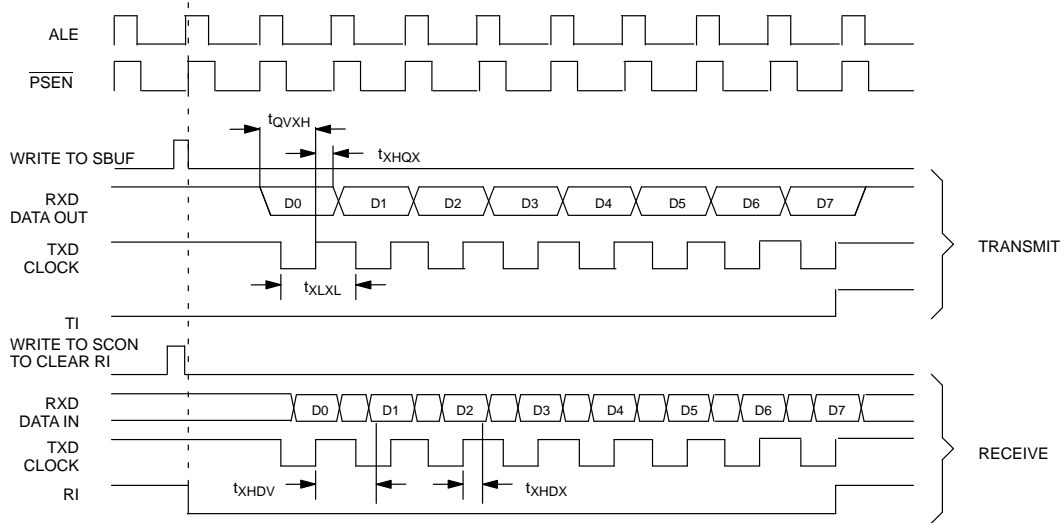 ALE
PSEN
tQVXH
tXHQX
WRITE TO SBUF
RXD
DATA OUT
D0 D1 D2 D3 D4 D5 D6 D7
TXD
CLOCK
TRANSMIT
tXLXL
TI
WRITE TO SCON
TO CLEAR RI
RXD
DATA IN
D0 D1 D2 D3 D4 D5 D6 D7
TXD
CLOCK
RECEIVE
tXHDV
tXHDX
RI